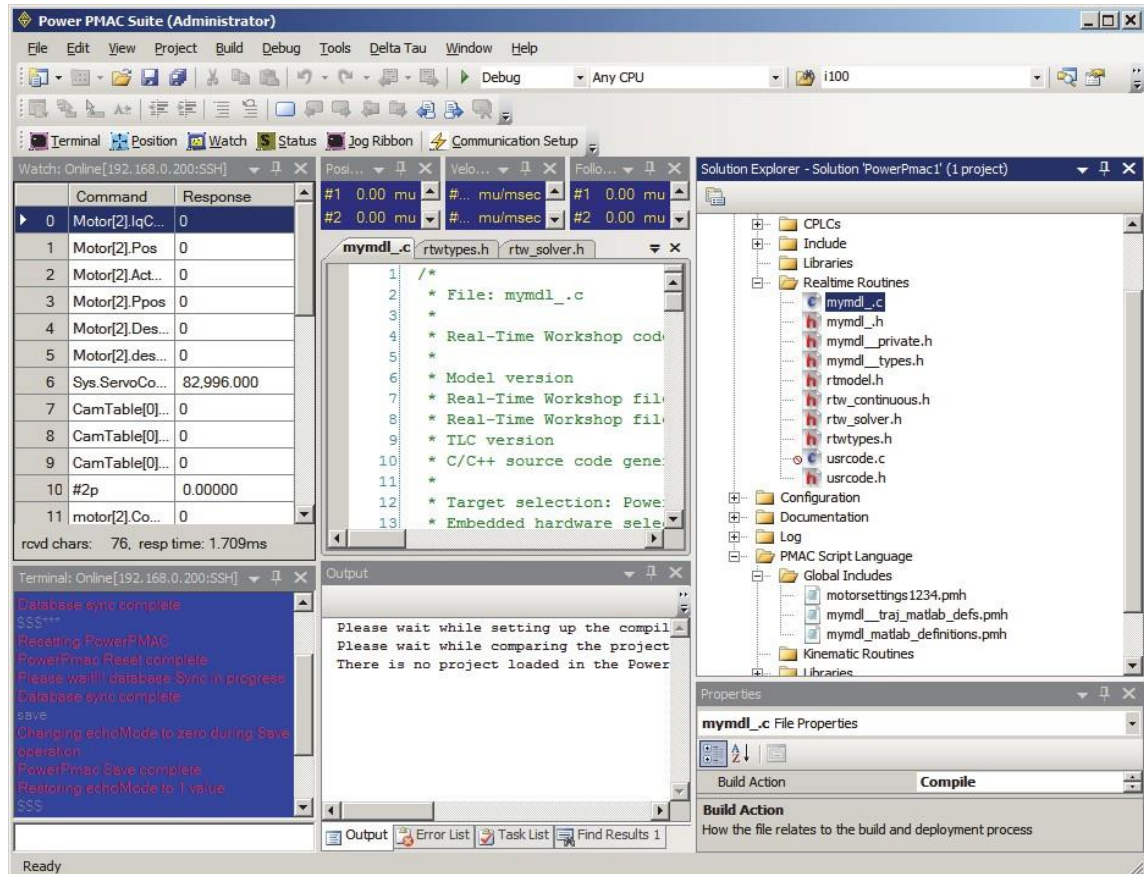 Power PMAC Suite (Administrator)
File Edit View Project Build Debug Tools Delta Tau Window Help
Debug Any CPU i100
Terminal Position Watch Status Jog Ribbon Communication Setup
Watch: Online[192.168.0.200:SSH]
Command Response
0 Motor[2].IqC... 0
1 Motor[2].Pos 0
2 Motor[2].Act... 0
3 Motor[2].Ppos 0
4 Motor[2].Des... 0
5 Motor[2].des... 0
6 Sys.ServoCo... 82,996.000
7 CamTable[0]... 0
8 CamTable[0]... 0
9 CamTable[0]... 0
10 #2p 0.00000
11 motor[2].Co... 0
rcvd chars: 76, resp time: 1.709ms
Terminal: Online[192.168.0.200:SSH]
Database sync complete
$$$***
Resetting PowerPMAC
PowerPmac Reset complete
Please wait!!! database Sync in progress
Database sync complete
save
Changing echoMode to zero during Save
operation
PowerPmac Save complete
Restoring echoMode to 1 value
$$$
Posi... Velo... Follo...
#1 0.00 mu #... mu/msec #1 0.00 mu
#2 0.00 mu #... mu/msec #2 0.00 mu
mymdl_.c rtwtypes.h rtw_solver.h
1 /*
2 * File: mymdl_.c
3 *
4 * Real-Time Workshop cod
5 *
6 * Model version
7 * Real-Time Workshop fil
8 * Real-Time Workshop fil
9 * TLC version
10 * C/C++ source code gene
11 *
12 * Target selection: Powe
13 * Embedded hardware sele
Output
Please wait while setting up the compil
Please wait while comparing the project
There is no project loaded in the Power
Output Error List Task List Find Results 1
Solution Explorer - Solution 'PowerPmac1' (1 project)
CPLCs
Include
Libraries
Realtime Routines
mymdl_.c
mymdl_.h
mymdl__private.h
mymdl__types.h
rtmodel.h
rtw_continuous.h
rtw_solver.h
rtwtypes.h
usrcode.c
usrcode.h
Configuration
Documentation
Log
PMAC Script Language
Global Includes
motorsettings1234.pmh
mymdl__traj_matlab_defs.pmh
mymdl_matlab_definitions.pmh
Kinematic Routines
Libraries
Properties
mymdl_.c File Properties
Build Action Compile
Build Action
How the file relates to the build and deployment process
Ready